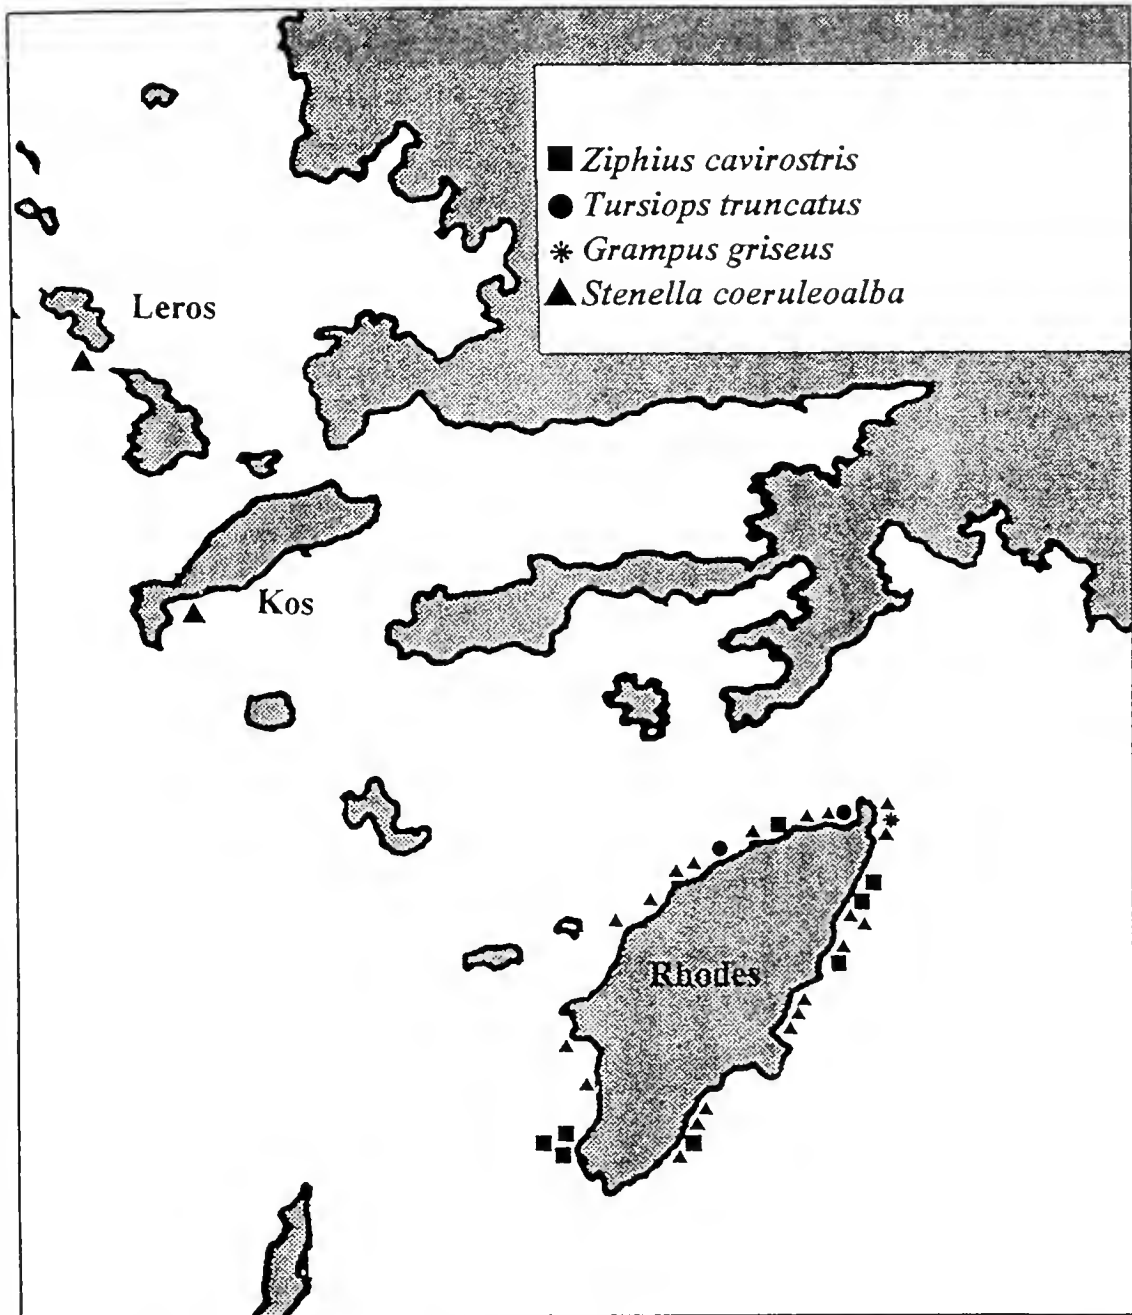 Ziphius cavirostris
Tursiops truncatus
Grampus griseus
Stenella coeruleoalba
Leros
Kos
Rhodes